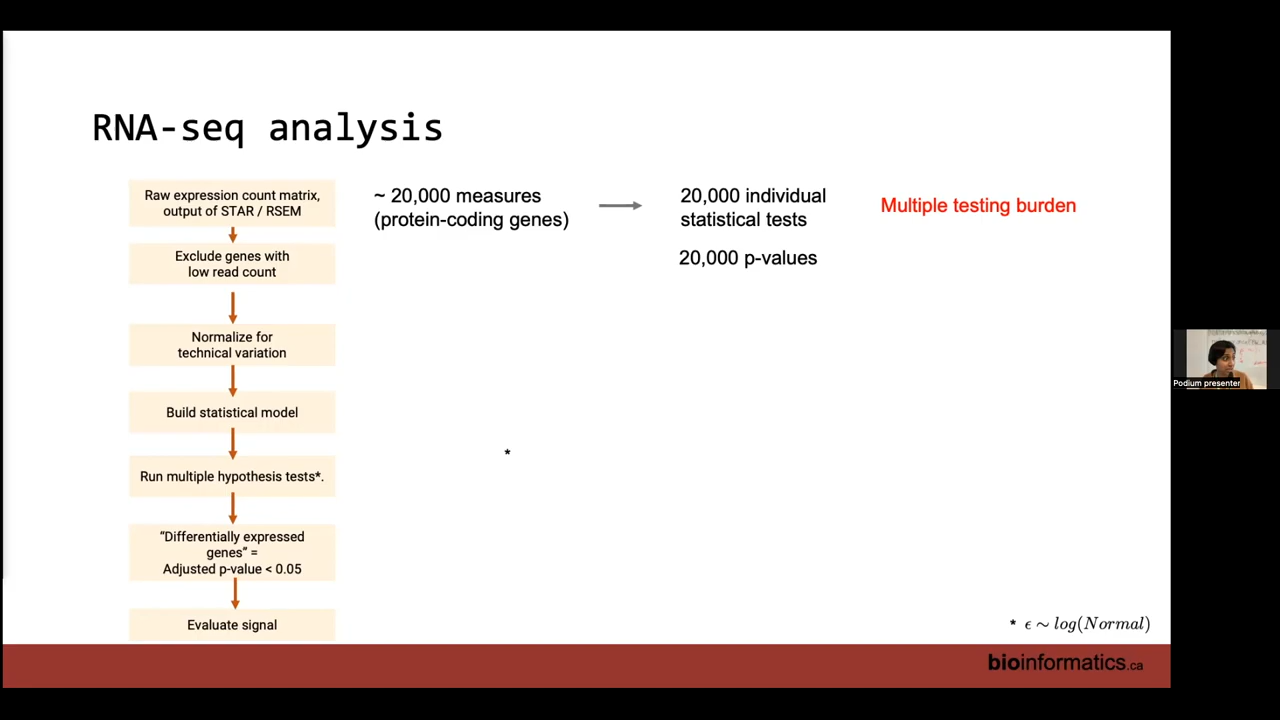 RNA-seq analysis
Raw expression count matrix,
output of STAR / RSEM
Exclude genes with
low read count
Normalize for
technical variation
Build statistical model
Run multiple hypothesis tests*.
“Differentially expressed
genes” =
Adjusted p-value < 0.05
Evaluate signal
~ 20,000 measures
(protein-coding genes)
20,000 individual
statistical tests
20,000 p-values
Multiple testing burden
*
* ϵ ∼ log(Normal)
bioinformatics.ca
Podium presenter